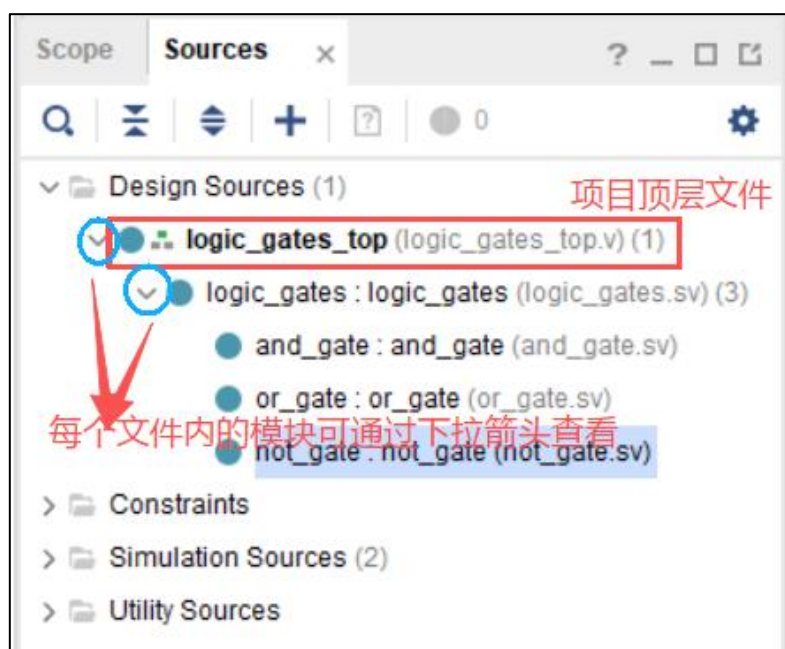 Scope Sources × ? _
0
Design Sources (1)
项目顶层文件
logic_gates_top (logic_gates_top.v) (1)
logic_gates : logic_gates (logic_gates.sv) (3)
and_gate : and_gate (and_gate.sv)
or_gate : or_gate (or_gate.sv)
每个文件内的模块可通过下拉箭头查看
not_gate : not_gate (not_gate.sv)
Constraints
Simulation Sources (2)
Utility Sources